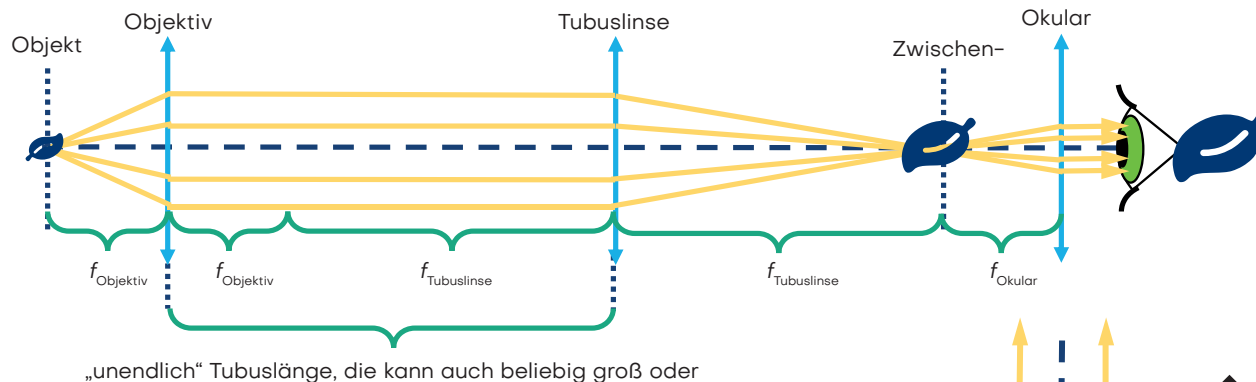 Objekt
Objektiv
Tubuslinse
Zwischen-
Okular
fObjektiv
fObjektiv
fTubuslinse
fTubuslinse
fOkular
„unendlich“ Tubuslänge, die kann auch beliebig groß oder